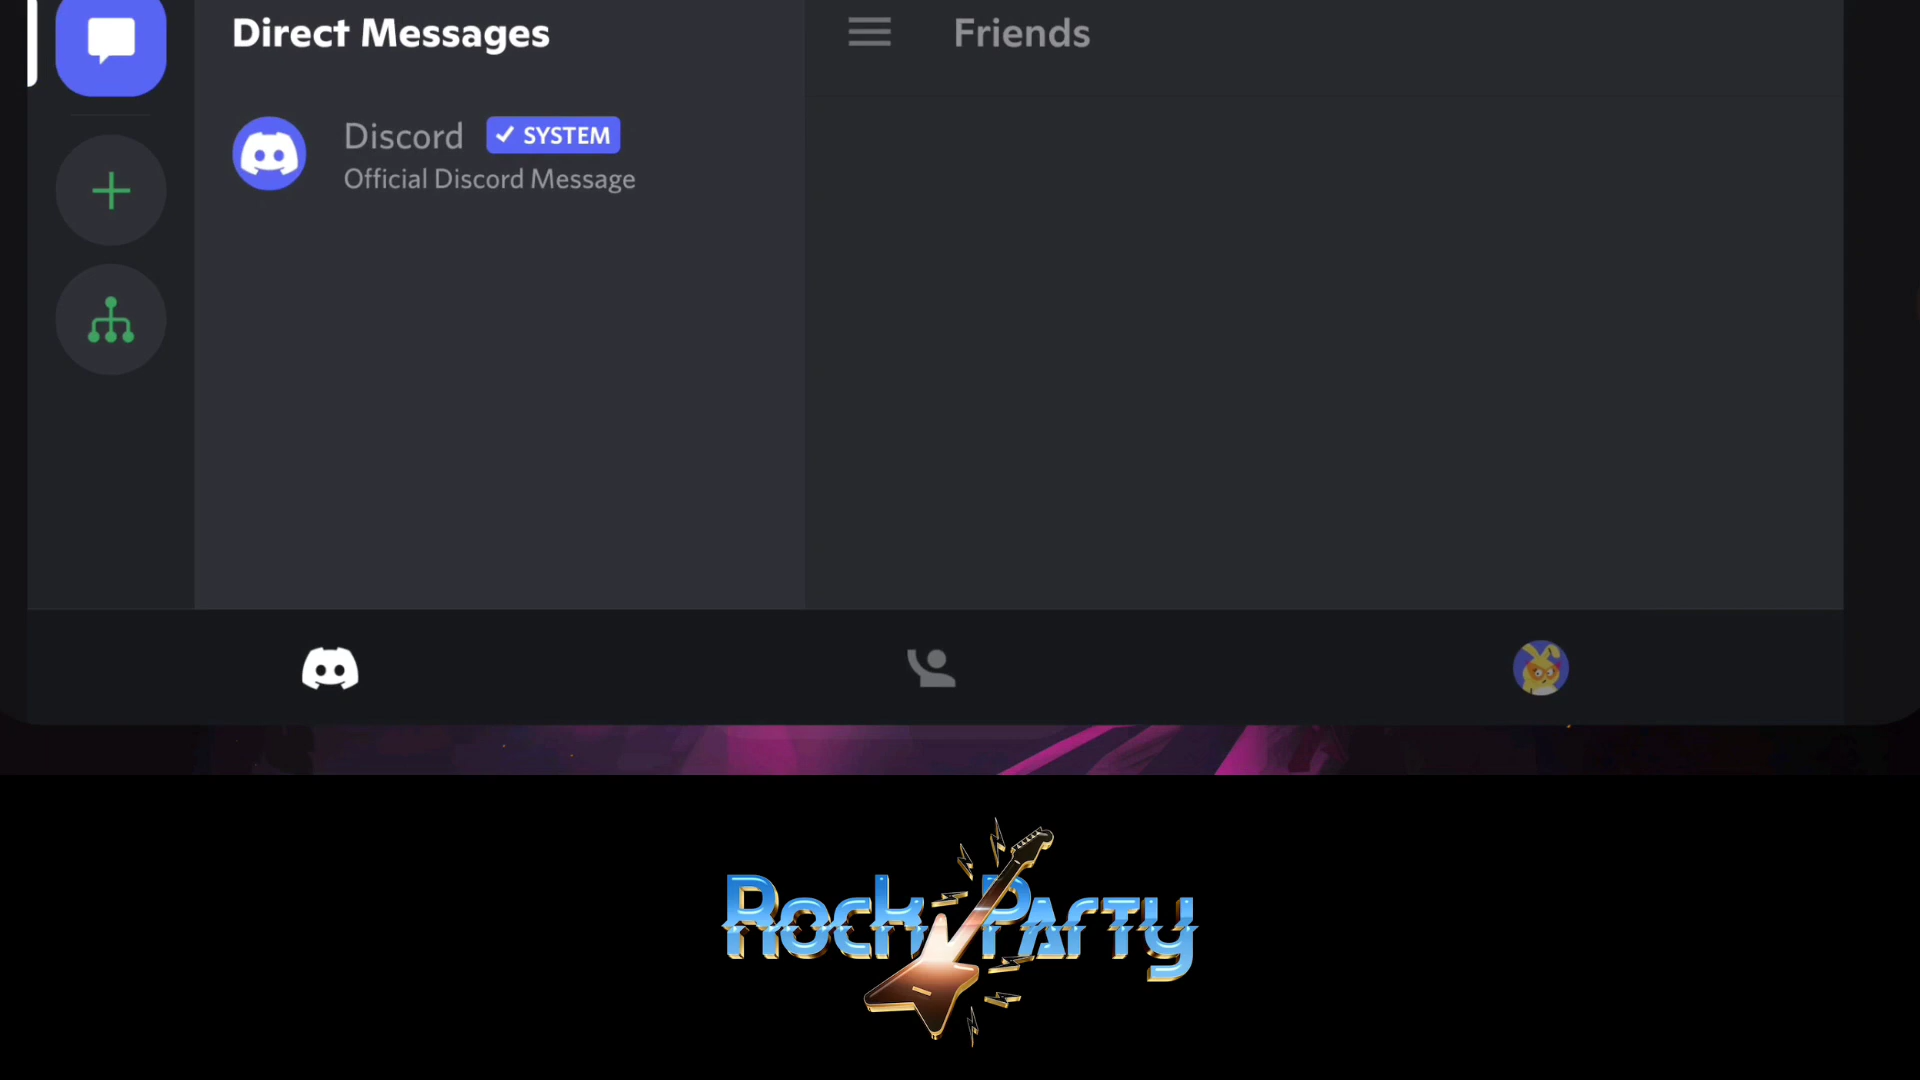 Direct Messages
Friends
Discord
SYSTEM
Official Discord Message
Rock Party